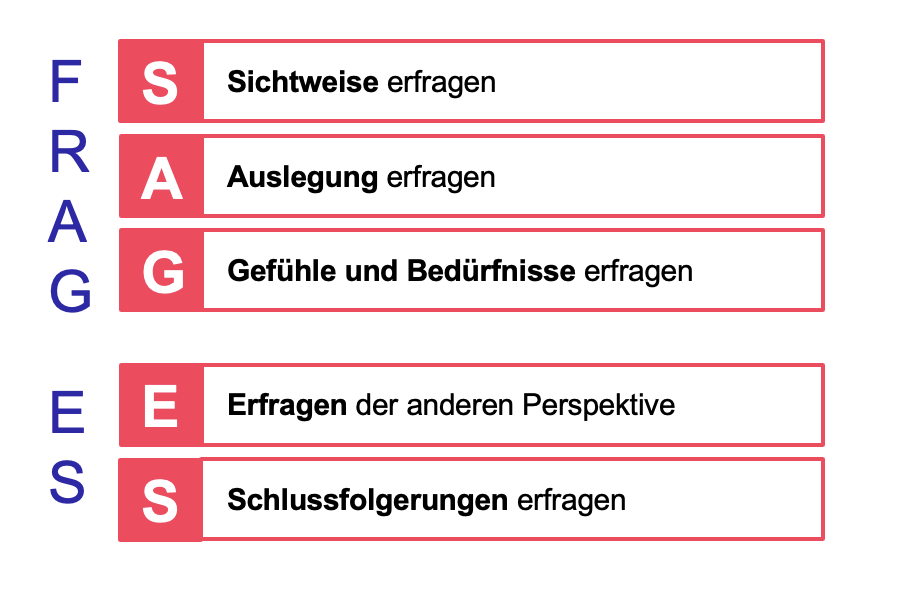 F
R
A
G
E
S
S Sichtweise erfragen
A Auslegung erfragen
G Gefühle und Bedürfnisse erfragen
E Erfragen der anderen Perspektive
S Schlussfolgerungen erfragen